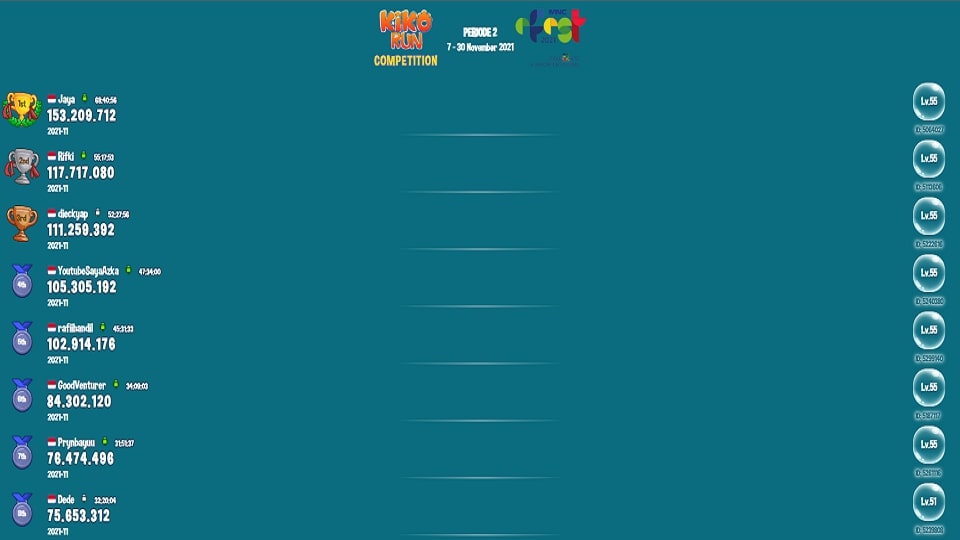 KIKO
RUN
COMPETITION
PERIODE 2
7 - 30 November 2021
MNC
1st
Jaya 68:40:56
153.209.712
2021-11
Lv.55
2nd
Rifki 55:17:53
117.717.080
2021-11
Lv.55
3rd
dieckyap 52:27:56
111.259.392
2021-11
Lv.55
4th
YoutubeSayaAzka 47:34:00
105.305.192
2021-11
Lv.55
5th
rafiihandil 45:31:33
102.914.176
2021-11
Lv.55
6th
GoodVenturer 34:09:03
84.302.120
2021-11
Lv.55
7th
Prynbayuu 31:51:37
76.474.496
2021-11
Lv.55
8th
Dede 32:20:04
75.653.312
2021-11
Lv.51